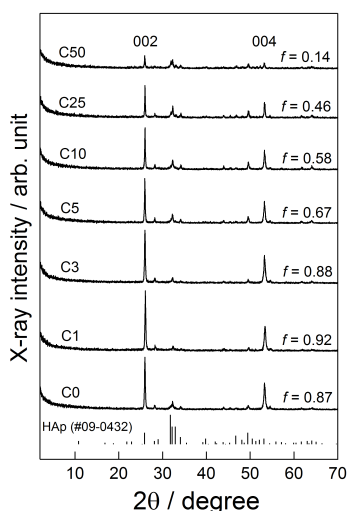 002 004
C50 f = 0.14
C25 f = 0.46
C10 f = 0.58
C5 f = 0.67
C3 f = 0.88
C1 f = 0.92
C0 f = 0.87
HAp (#09-0432)
X-ray intensity / arb. unit
10 20 30 40 50 60 70
2θ / degree